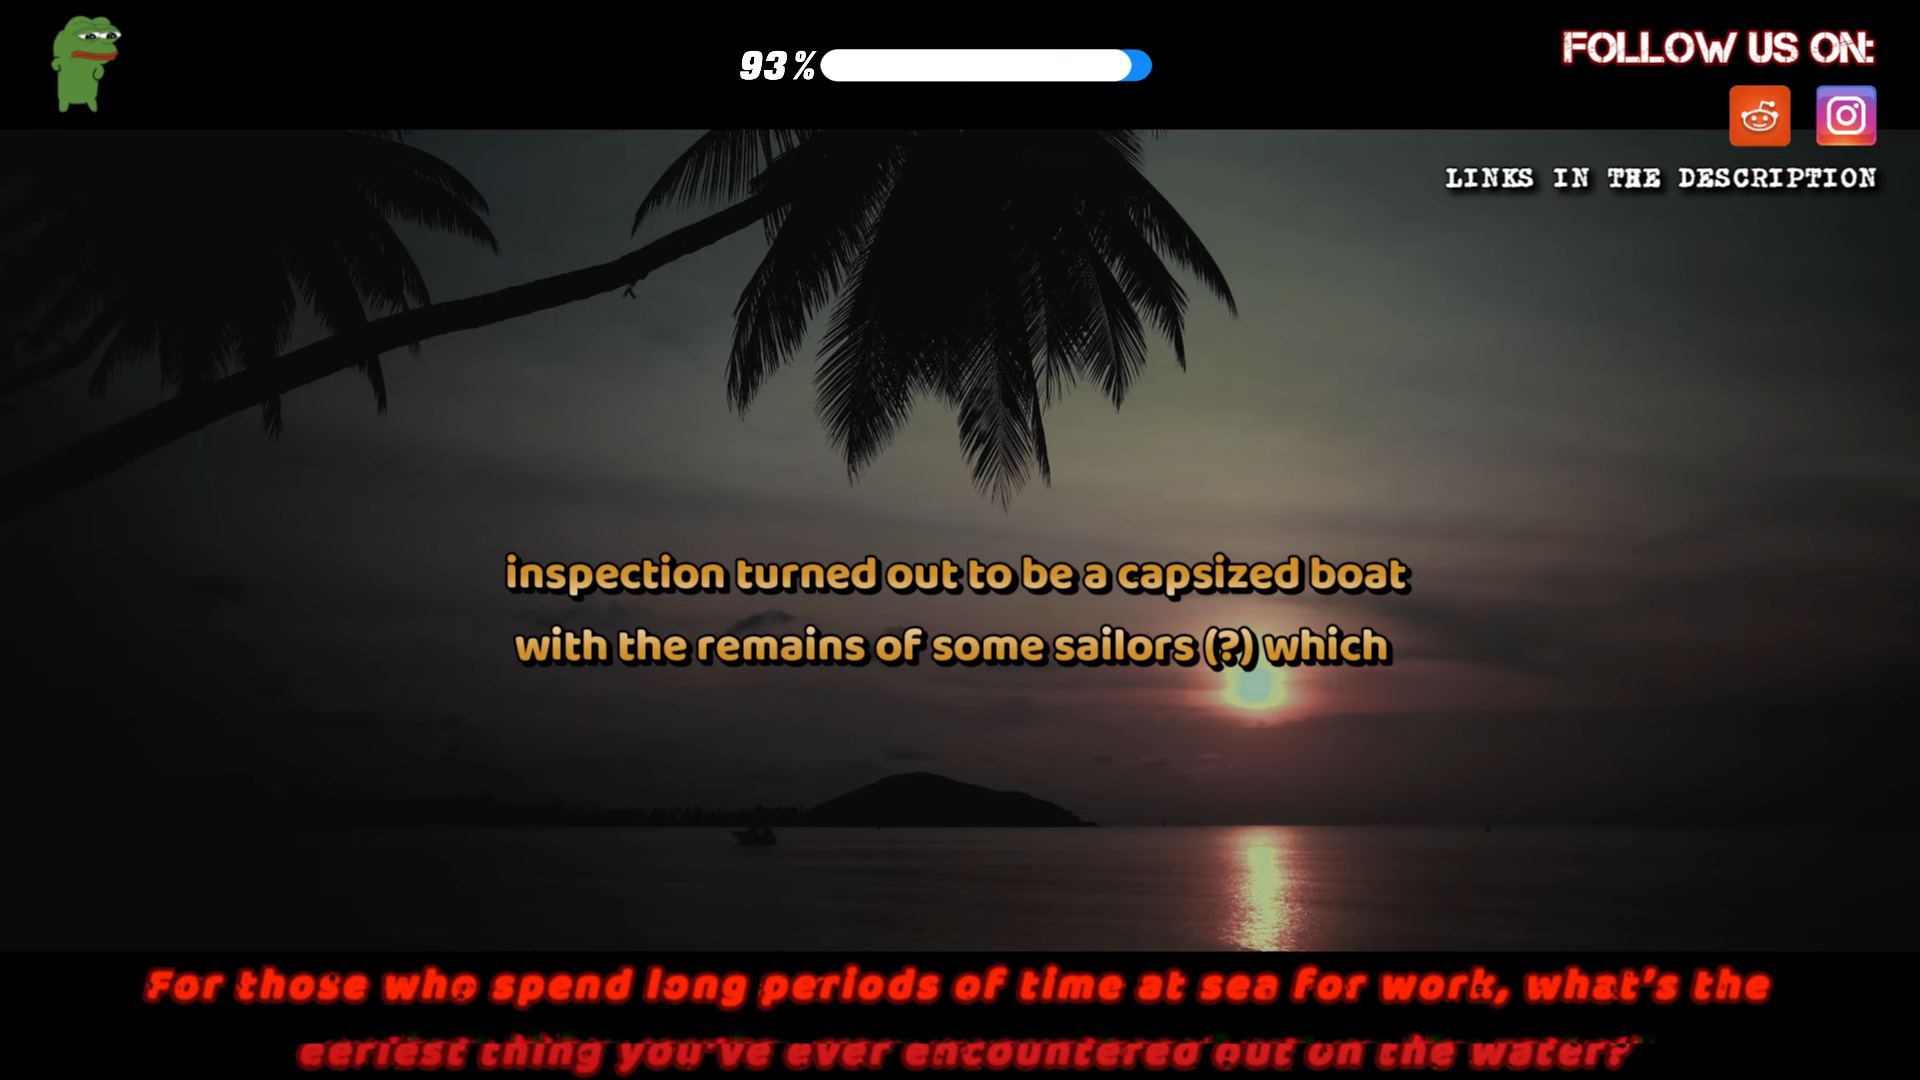 93%
FOLLOW US ON:
LINKS IN THE DESCRIPTION
inspection turned out to be a capsized boat
with the remains of some sailors (?) which
For those who spend long periods of time at sea for work, what's the
eeriest thing you've ever encountered out on the water?